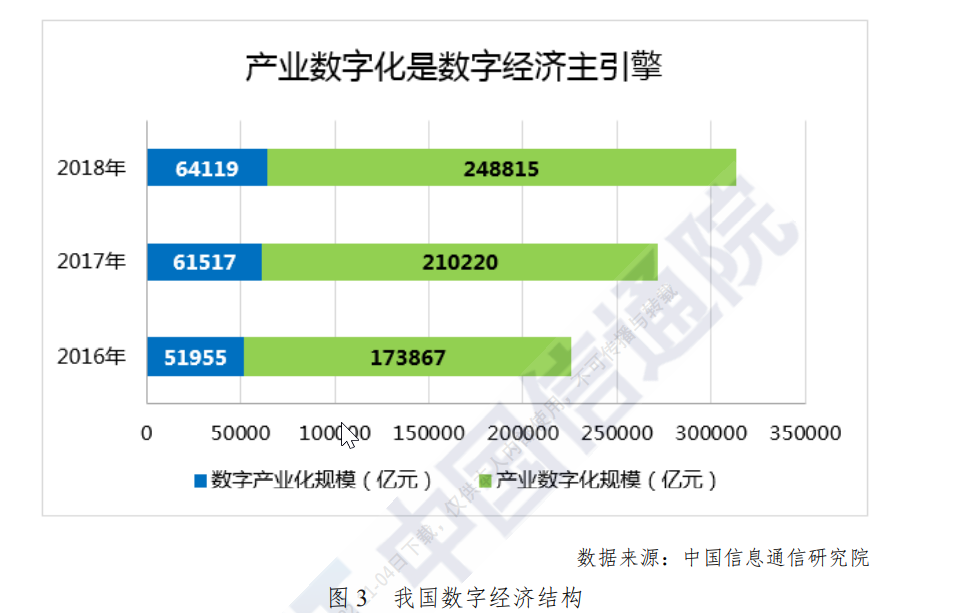 产业数字化是数字经济主引擎
2018年 64119 248815
2017年 61517 210220
2016年 51955 173867
0 50000 100000 150000 200000 250000 300000 350000
数字产业化规模（亿元） 产业数字化规模（亿元）
数据来源：中国信息通信研究院
图 3 我国数字经济结构
中国信通院